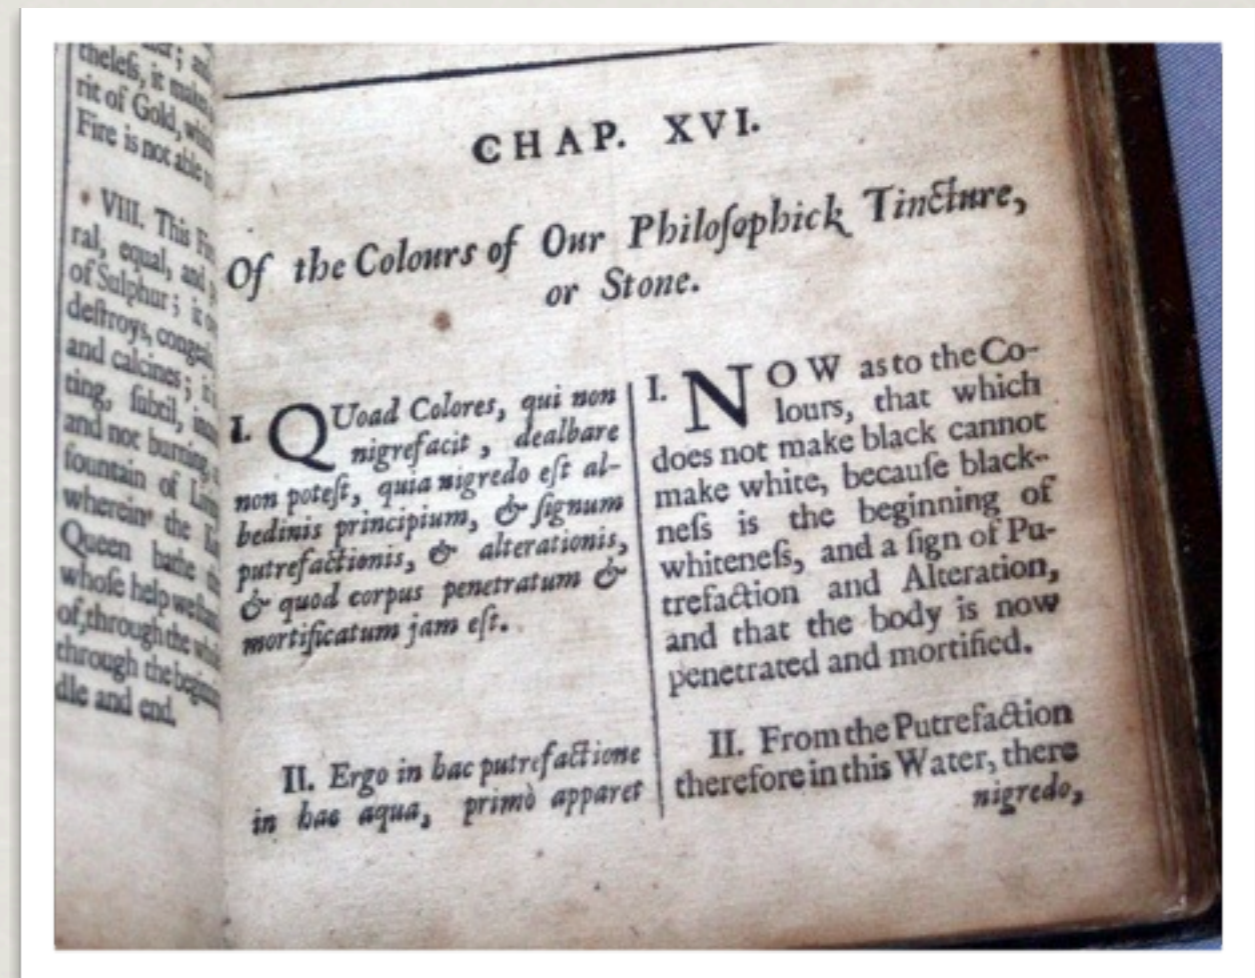 theless, it makes
rit of Gold, which
Fire is not able
VIII. This
ral, equal, and
of Sulphur; it
destroys,
and calcines;
ting, subtil,
and not burning,
fountain of
wherein the
Queen bathe
whose help we
of, through the
through the
dle and end.
CHAP. XVI.
Of the Colours of Our Philoſophick Tincture,
or Stone.
I. QUoad Colores, qui non
nigrefacit, dealbare
non poteſt, quia nigredo eſt al-
bedinis principium, & ſignum
putrefactionis, & alterationis,
& quod corpus penetratum &
mortificatum jam eſt.
II. Ergo in hac putrefactione
in hac aqua, primò apparet
I. NOW as to the Co-
lours, that which
does not make black cannot
make white, becauſe black-
neſs is the beginning of
whiteneſs, and a ſign of Pu-
trefaction and Alteration,
and that the body is now
penetrated and mortified.
II. From the Putrefaction
therefore in this Water, there
nigredo,